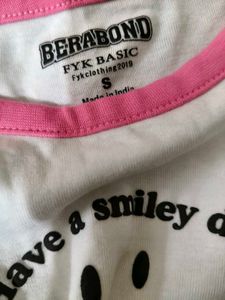 BERABOND
FYK BASIC
Fykclothing2019
S
Made in India
Have a smiley d